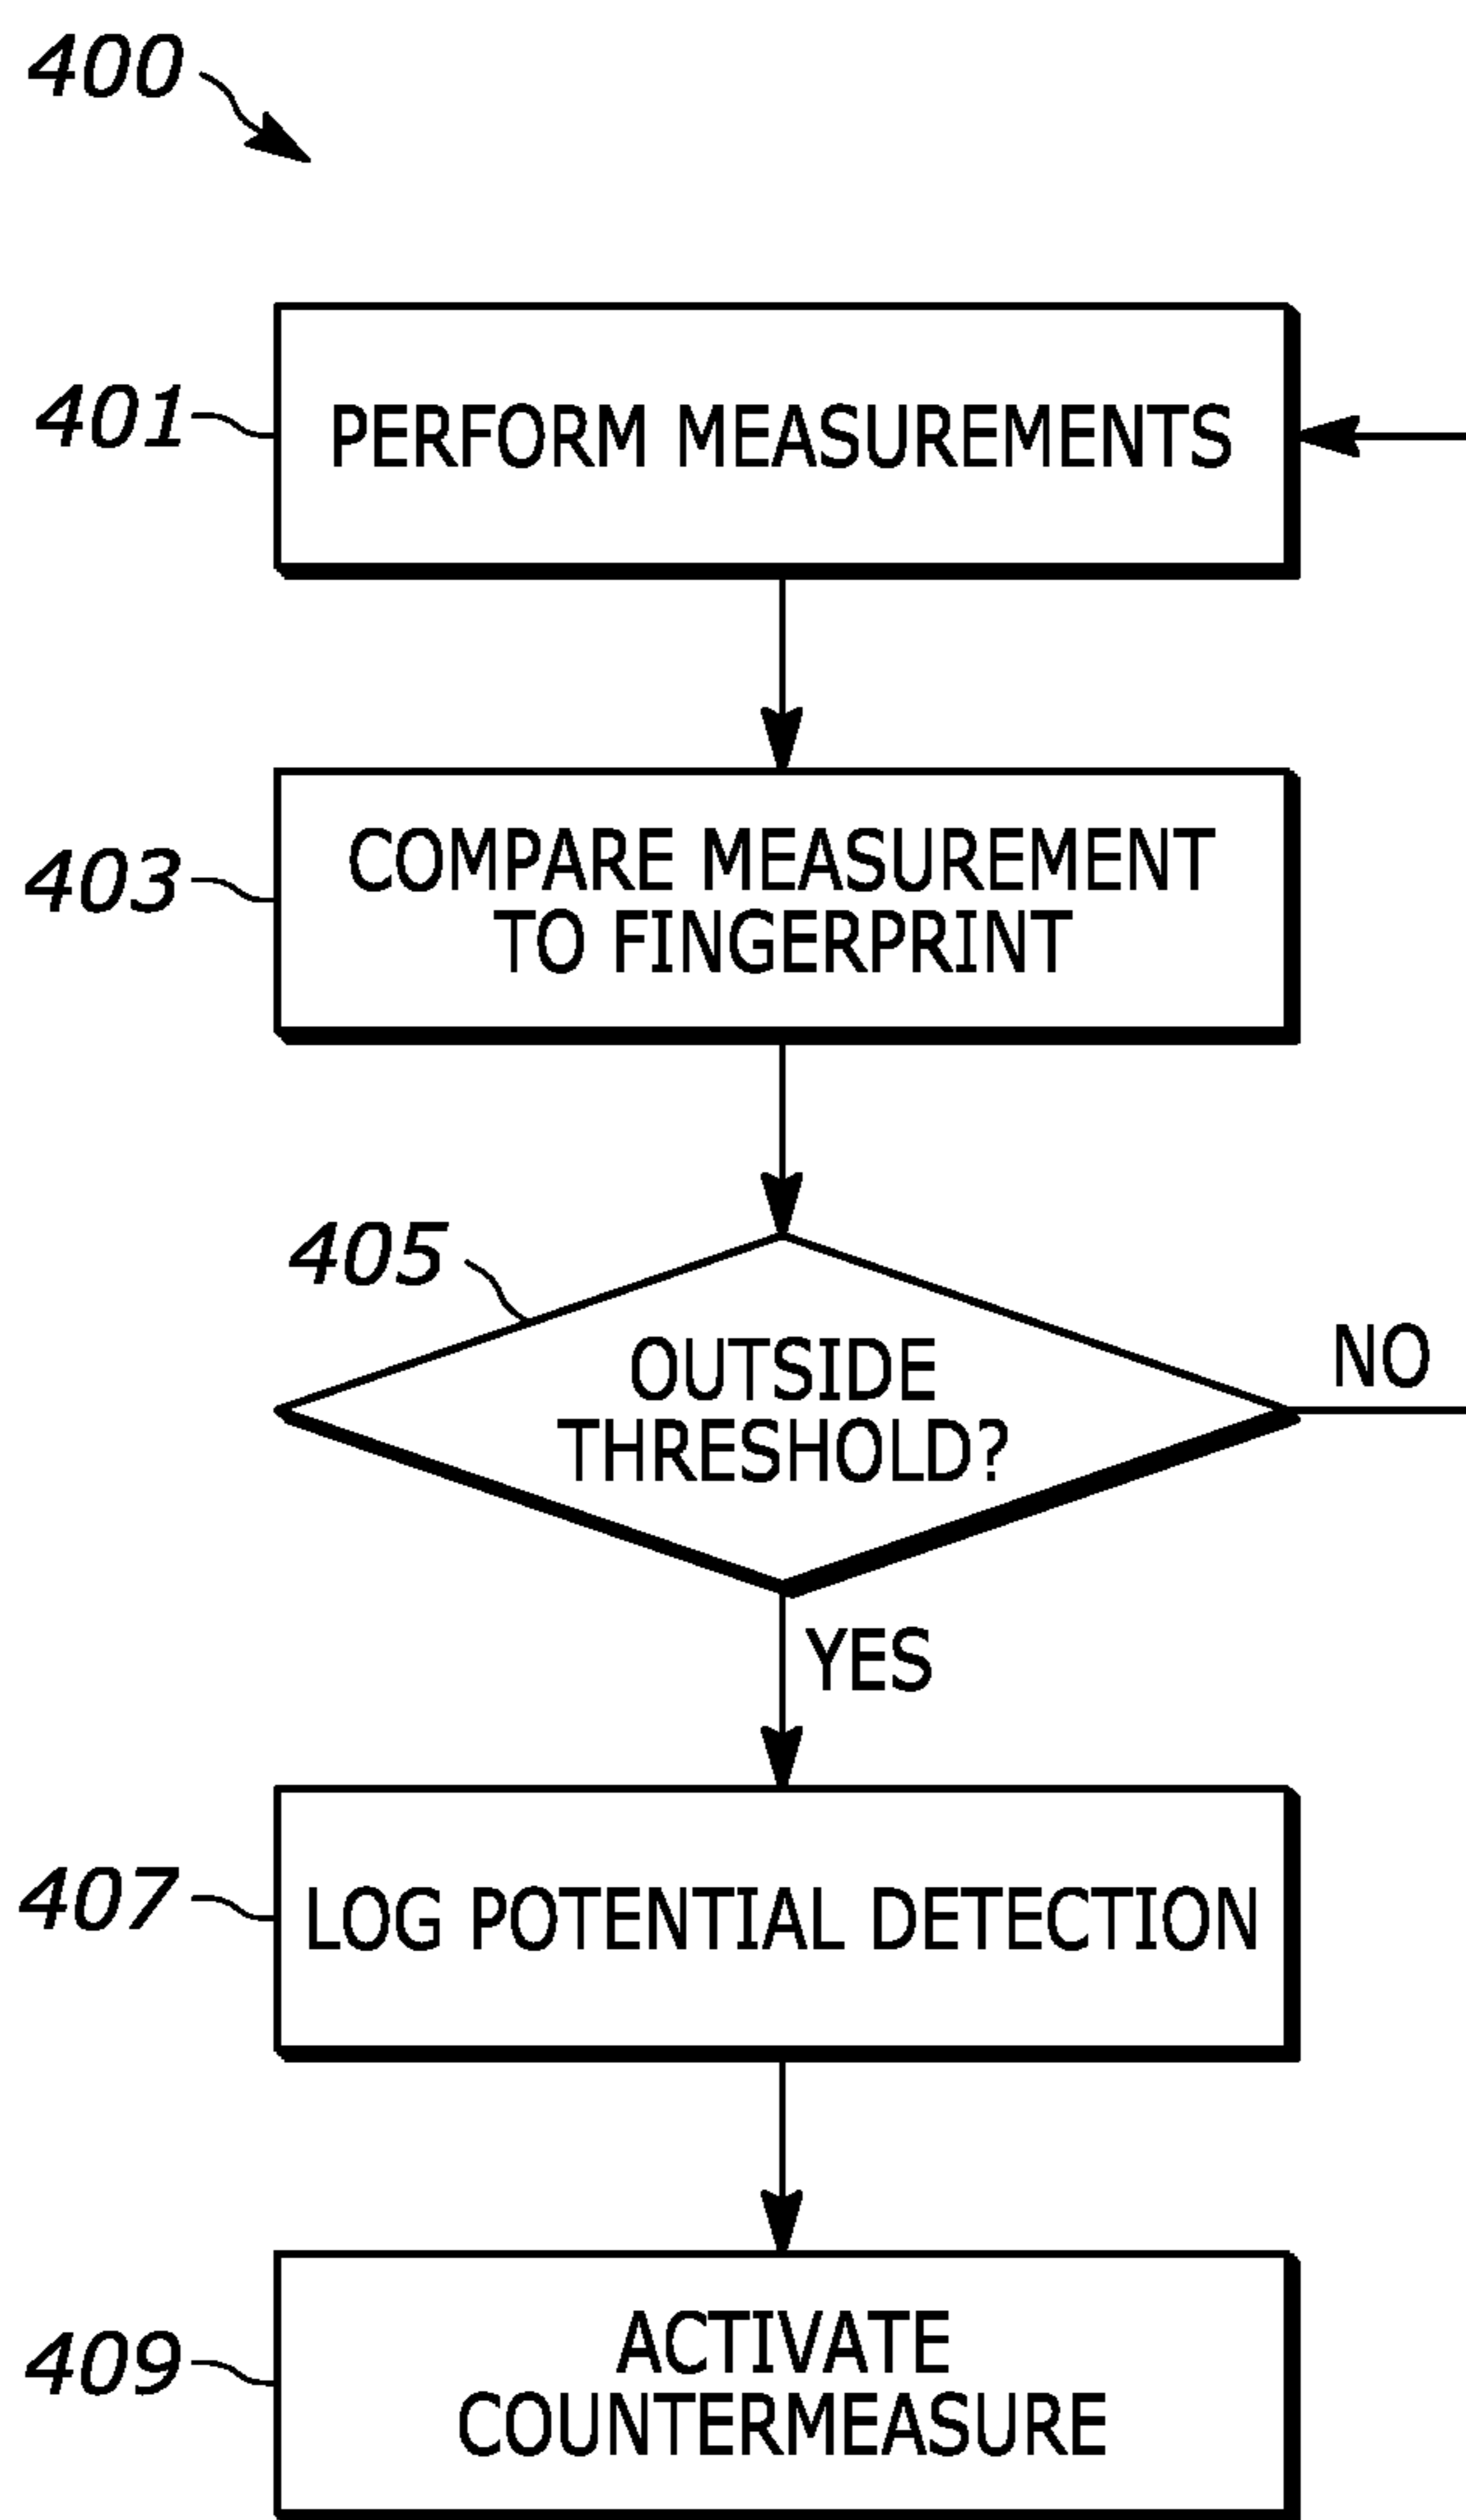 400
401
PERFORM MEASUREMENTS
403
COMPARE MEASUREMENT
TO FINGERPRINT
405
OUTSIDE
THRESHOLD?
NO
YES
407
LOG POTENTIAL DETECTION
409
ACTIVATE
COUNTERMEASURE